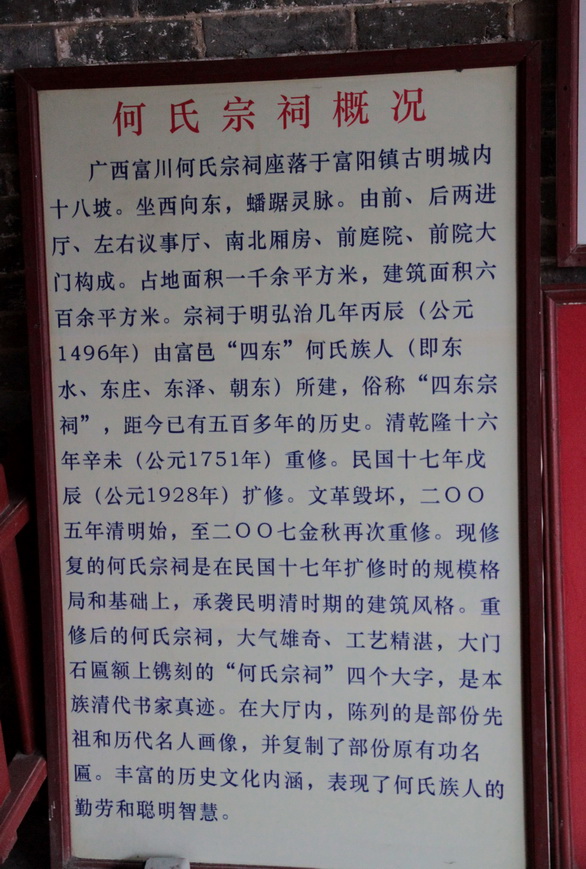 何氏宗祠概况
广西富川何氏宗祠座落于富阳镇古明城内
十八坡。坐西向东，蟠踞灵脉。由前、后两进
厅、左右议事厅、南北厢房、前庭院、前院大
门构成。占地面积一千余平方米，建筑面积六
百余平方米。宗祠于明弘治几年丙辰（公元
1496年）由富邑“四东”何氏族人（即东
水、东庄、东泽、朝东）所建，俗称“四东宗
祠”，距今已有五百多年的历史。清乾隆十六
年辛未（公元1751年）重修。民国十七年戊
辰（公元1928年）扩修。文革毁坏，二〇〇
五年清明始，至二〇〇七金秋再次重修。现修
复的何氏宗祠是在民国十七年扩修时的规模格
局和基础上，承袭民明清时期的建筑风格。重
修后的何氏宗祠，大气雄奇、工艺精湛，大门
石匾额上镌刻的“何氏宗祠”四个大字，是本
族清代书家真迹。在大厅内，陈列的是部份先
祖和历代名人画像，并复制了部份原有功名
匾。丰富的历史文化内涵，表现了何氏族人的
勤劳和聪明智慧。